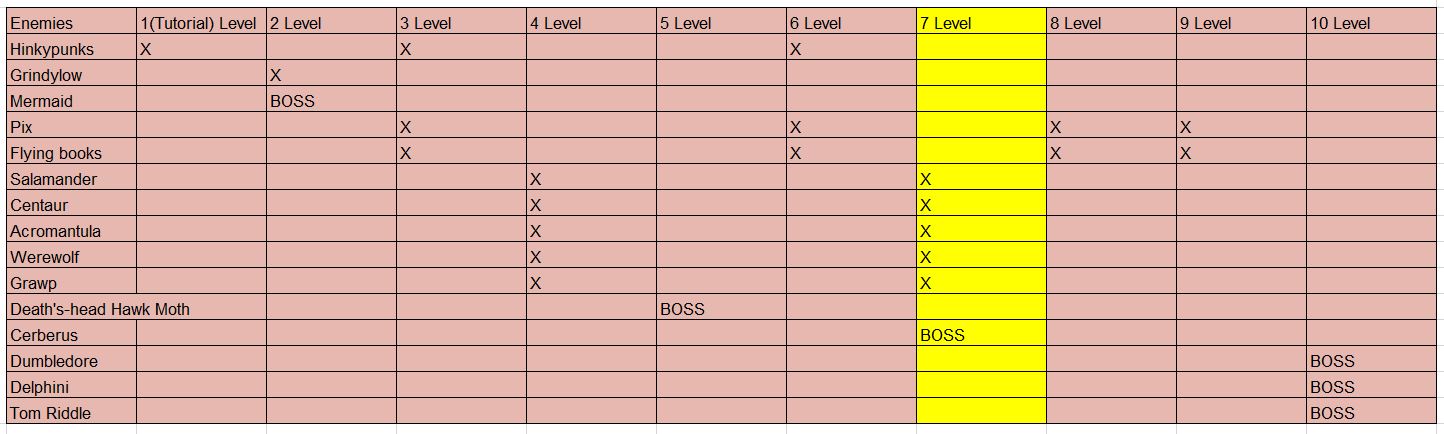 Enemies 1(Tutorial) Level 2 Level 3 Level 4 Level 5 Level 6 Level 7 Level 8 Level 9 Level 10 Level
Hinkypunks X X X
Grindylow X
Mermaid BOSS
Pix X X X X
Flying books X X X X
Salamander X X
Centaur X X
Acromantula X X
Werewolf X X
Grawp X X
Death's-head Hawk Moth BOSS
Cerberus BOSS
Dumbledore BOSS
Delphini BOSS
Tom Riddle BOSS